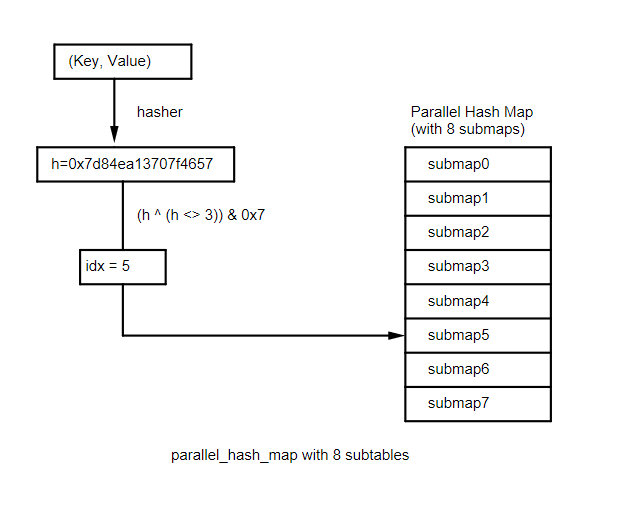 (Key, Value)
hasher
Parallel Hash Map
(with 8 submaps)
h=0x7d84ea13707f4657
submap0
submap1
(h ^ (h <> 3)) & 0x7
submap2
idx = 5
submap3
submap4
submap5
submap6
submap7
parallel_hash_map with 8 subtables